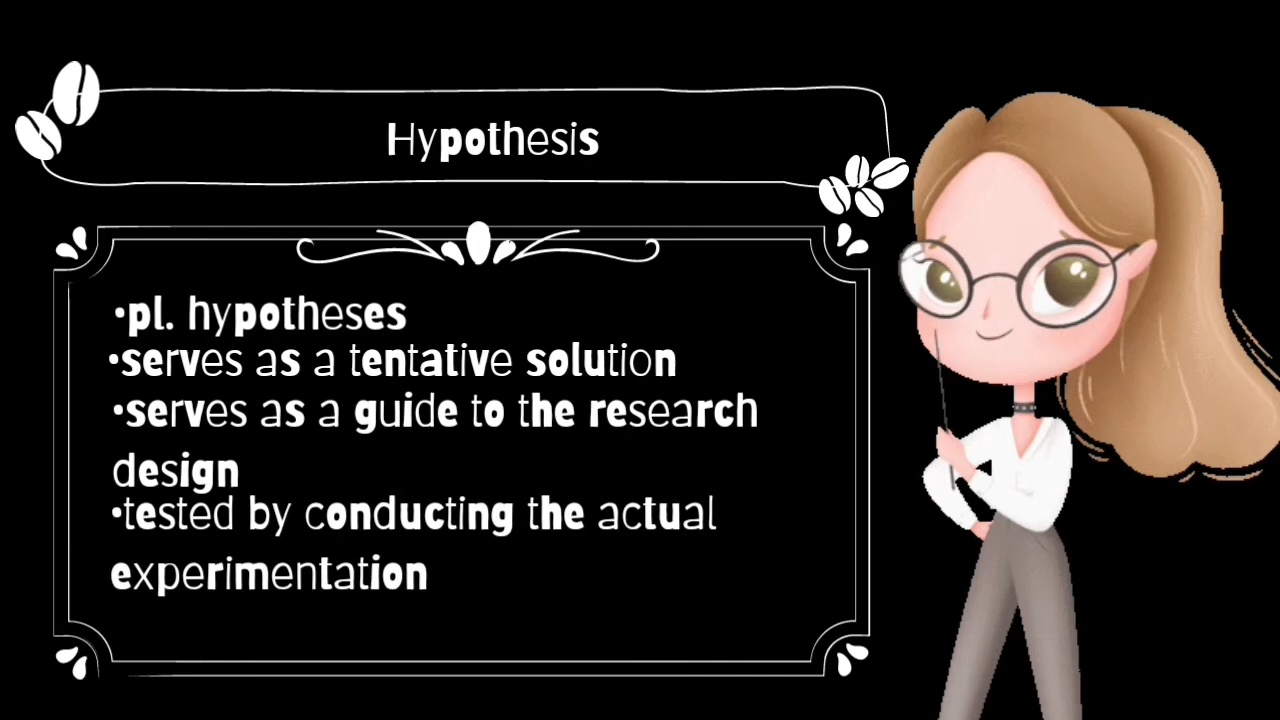 Hypothesis
•pl. hypotheses
•serves as a tentative solution
•serves as a guide to the research
design
•tested by conducting the actual
experimentation